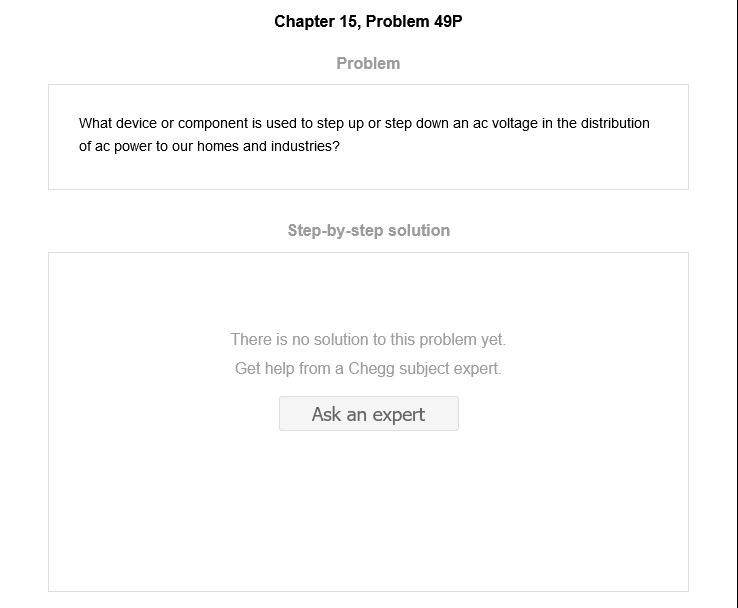 Chapter 15, Problem 49P
Problem
What device or component is used to step up or step down an ac voltage in the distribution
of ac power to our homes and industries?
Step-by-step solution
There is no solution to this problem yet.
Get help from a Chegg subject expert.
Ask an expert